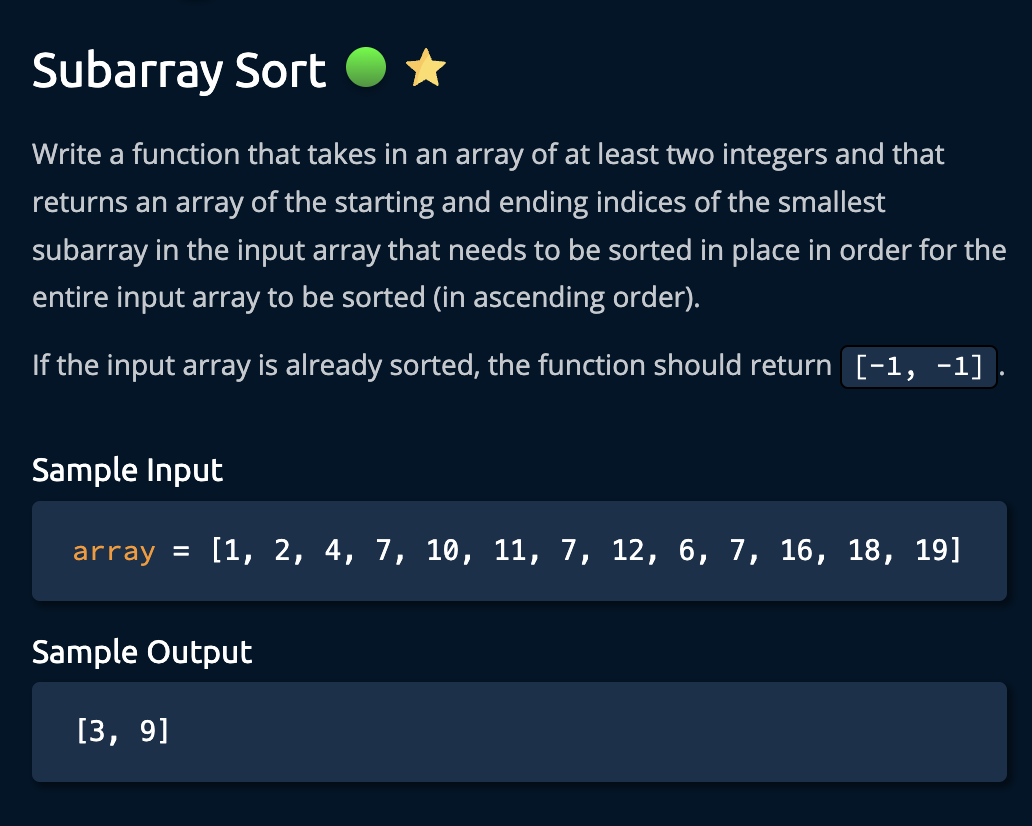 Subarray Sort
Write a function that takes in an array of at least two integers and that
returns an array of the starting and ending indices of the smallest
subarray in the input array that needs to be sorted in place in order for the
entire input array to be sorted (in ascending order).
If the input array is already sorted, the function should return [-1, -1].
Sample Input
array = [1, 2, 4, 7, 10, 11, 7, 12, 6, 7, 16, 18, 19]
Sample Output
[3, 9]